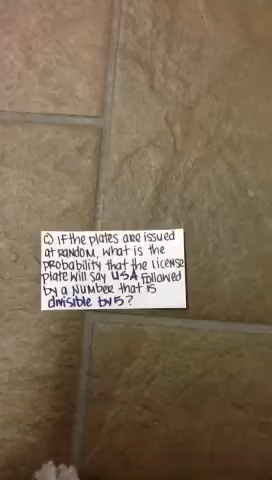 C) If the plates are issued
at random, what is the
probability that the license
plate will say USA followed
by a number that is
divisible by 5?